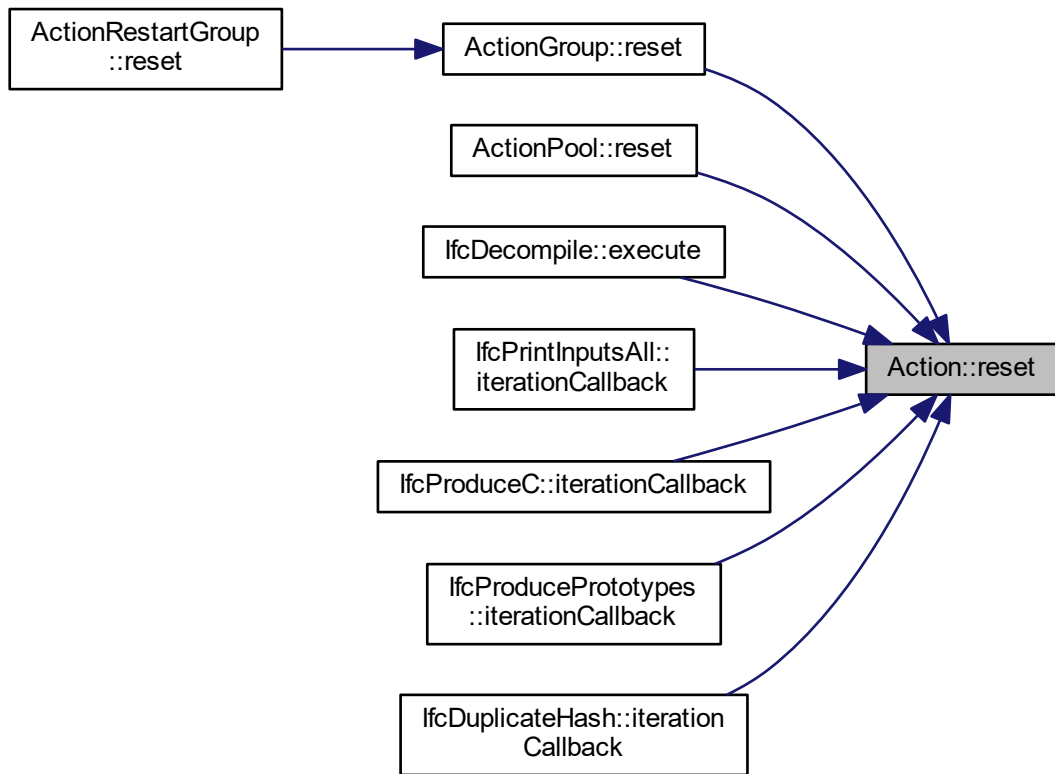 ActionRestartGroup
::reset
ActionGroup::reset
ActionPool::reset
IfcDecompile::execute
IfcPrintInputsAll::
iterationCallback
Action::reset
IfcProduceC::iterationCallback
IfcProducePrototypes
::iterationCallback
IfcDuplicateHash::iteration
Callback